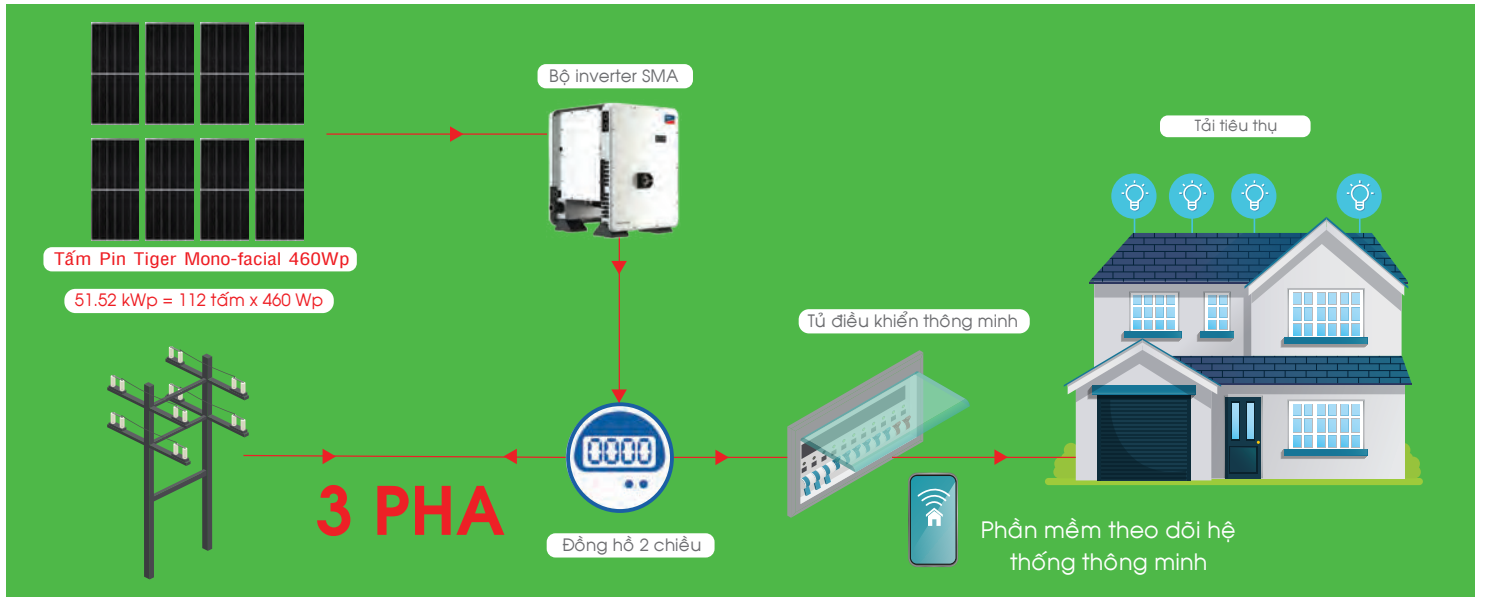 Bộ inverter SMA
Tải tiêu thụ
Tấm Pin Tiger Mono-facial 460Wp
51.52 kWp = 112 tấm x 460 Wp
Tủ điều khiển thông minh
0000
3 PHA
Đồng hồ 2 chiều
Phần mềm theo dõi hệ
thống thông minh